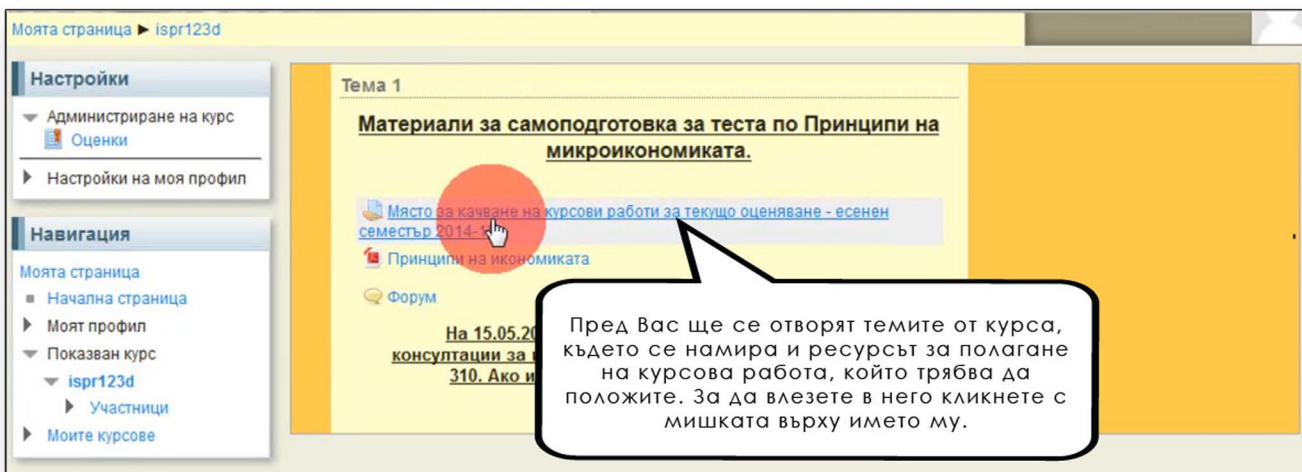 Моята страница ► ispr123d
Настройки
Администриране на курс
Оценки
Настройки на моя профил
Навигация
Моята страница
Начална страница
Моят профил
Показван курс
ispr123d
Участници
Моите курсове
Тема 1
Материали за самоподготовка за теста по Принципи на
микроикономиката.
Място за качване на курсови работи за текущо оценяване - есенен
семестър 2014-1
Принципи на икономиката
Форум
На 15.05.20
консултации за
310. Ако и
Пред Вас ще се отворят темите от курса,
където се намира и ресурсът за полагане
на курсова работа, който трябва да
положите. За да влезете в него кликнете с
мишката върху името му.